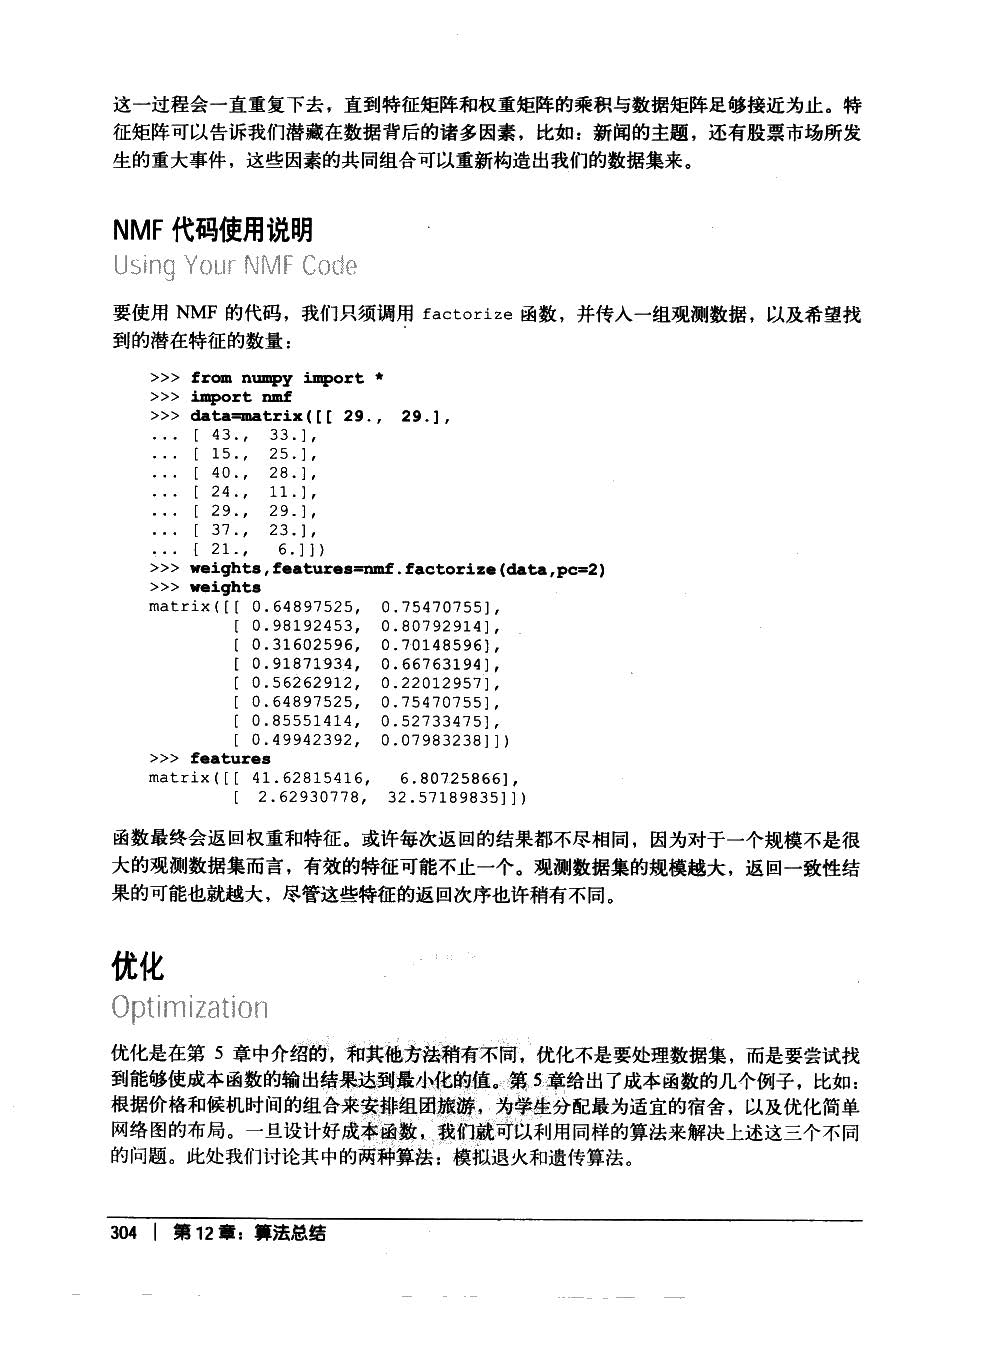 这一过程会一直重复下去，直到特征矩阵和权重矩阵的乘积与数据矩阵足够接近为止。特
征矩阵可以告诉我们潜藏在数据背后的诸多因素，比如：新闻的主题，还有股票市场所发
生的重大事件，这些因素的共同组合可以重新构造出我们的数据集来。
NMF 代码使用说明
Using Your NMF Code
要使用 NMF 的代码，我们只须调用 factorize 函数，并传入一组观测数据，以及希望找
到的潜在特征的数量：
>>> from numpy import *
>>> import nmf
>>> data=matrix([[ 29., 29.],
... [ 43., 33.],
... [ 15., 25.],
... [ 40., 28.],
... [ 24., 11.],
... [ 29., 29.],
... [ 37., 23.],
... [ 21., 6.]])
>>> weights,features=nmf.factorize(data,pc=2)
>>> weights
matrix([[ 0.64897525, 0.75470755],
[ 0.98192453, 0.80792914],
[ 0.31602596, 0.70148596],
[ 0.91871934, 0.66763194],
[ 0.56262912, 0.22012957],
[ 0.64897525, 0.75470755],
[ 0.85551414, 0.52733475],
[ 0.49942392, 0.07983238]])
>>> features
matrix([[ 41.62815416, 6.80725866],
[ 2.62930778, 32.57189835]])
函数最终会返回权重和特征。或许每次返回的结果都不尽相同，因为对于一个规模不是很
大的观测数据集而言，有效的特征可能不止一个。观测数据集的规模越大，返回一致性结
果的可能也就越大，尽管这些特征的返回次序也许稍有不同。
优化
Optimization
优化是在第 5 章中介绍的，和其他方法稍有不同，优化不是要处理数据集，而是要尝试找
到能够使成本函数的输出结果达到最小化的值。第 5 章给出了成本函数的几个例子，比如：
根据价格和候机时间的组合来安排组团旅游，为学生分配最为适宜的宿舍，以及优化简单
网络图的布局。一旦设计好成本函数，我们就可以利用同样的算法来解决上述这三个不同
的问题。此处我们讨论其中的两种算法：模拟退火和遗传算法。
304 | 第 12 章：算法总结